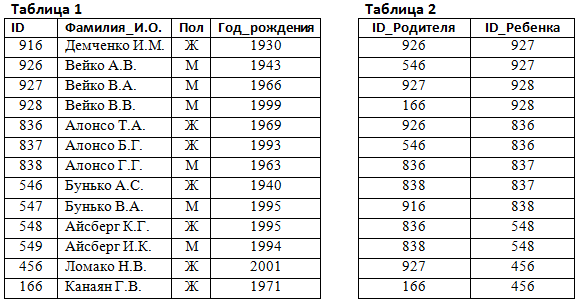 Таблица 1 Таблица 2
ID Фамилия_И.О. Пол Год_рождения ID_Родителя ID_Ребенка
916 Демченко И.М. Ж 1930 926 927
926 Вейко А.В. М 1943 546 927
927 Вейко В.А. М 1966 927 928
928 Вейко В.В. М 1999 166 928
836 Алонсо Т.А. Ж 1969 926 836
837 Алонсо Б.Г. Ж 1993 546 836
838 Алонсо Г.Г. М 1963 836 837
546 Бунько А.С. Ж 1940 838 837
547 Бунько В.А. М 1995 916 838
548 Айсберг К.Г. Ж 1995 836 548
549 Айсберг И.К. М 1994 838 548
456 Ломако Н.В. Ж 2001 927 456
166 Канаян Г.В. Ж 1971 166 456